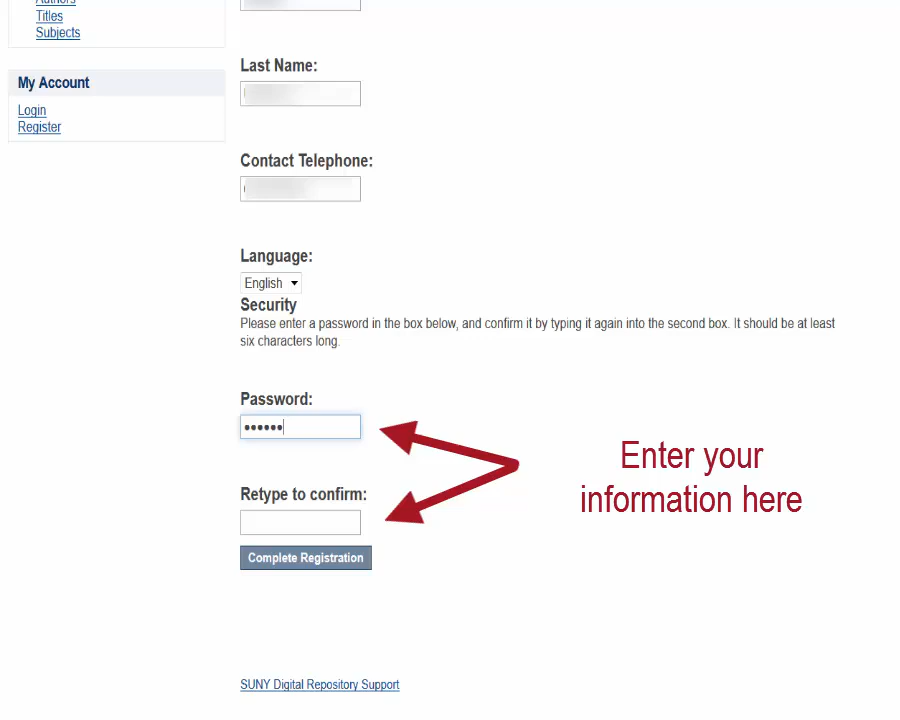 Authors
Titles
Subjects
My Account
Login
Register
Last Name:
Contact Telephone:
Language:
English
Security
Please enter a password in the box below, and confirm it by typing it again into the second box. It should be at least
six characters long.
Password:
••••••
Retype to confirm:
Complete Registration
Enter your
information here
SUNY Digital Repository Support